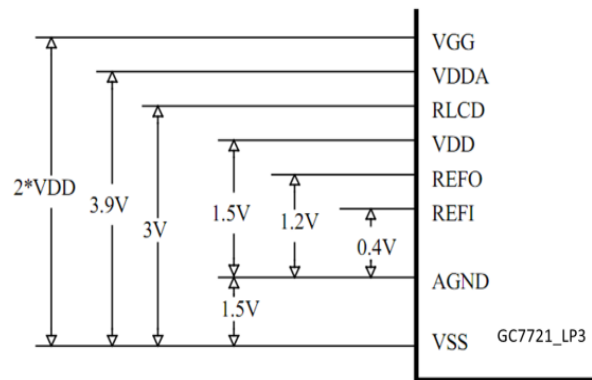 VGG
VDDA
RLCD
VDD
2*VDD
REFO
3.9V
REFI
1.5V
1.2V
3V
0.4V
AGND
1.5V
VSS
GC7721_LP3